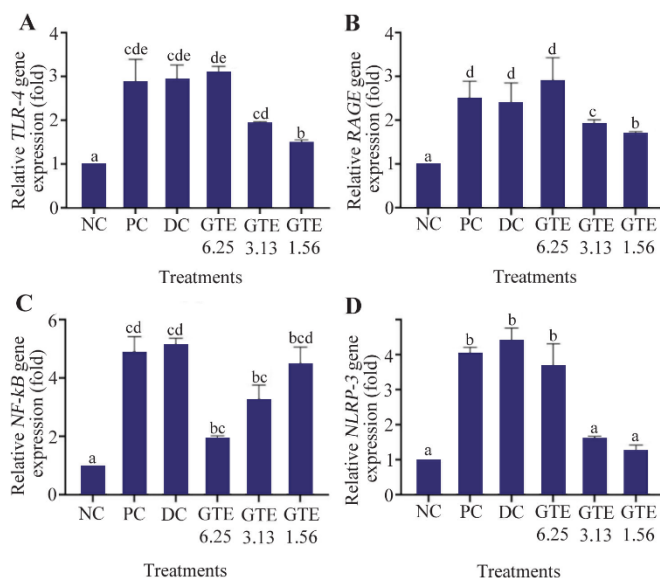 A
Relative TLR-4 gene
expression (fold)
4
3
2
1
0
a
cde
cde
de
cd
b
NC PC DC GTE GTE GTE
6.25 3.13 1.56
Treatments
B
Relative RAGE gene
expression (fold)
4
3
2
1
0
a
d
d
d
c
b
NC PC DC GTE GTE GTE
6.25 3.13 1.56
Treatments
C
Relative NF-kB gene
expression (fold)
6
4
2
0
a
cd
cd
bc
bc
bcd
NC PC DC GTE GTE GTE
6.25 3.13 1.56
Treatments
D
Relative NLRP-3 gene
expression (fold)
4
2
1
0
a
b
b
b
a
a
NC PC DC GTE GTE GTE
6.25 3.13 1.56
Treatments